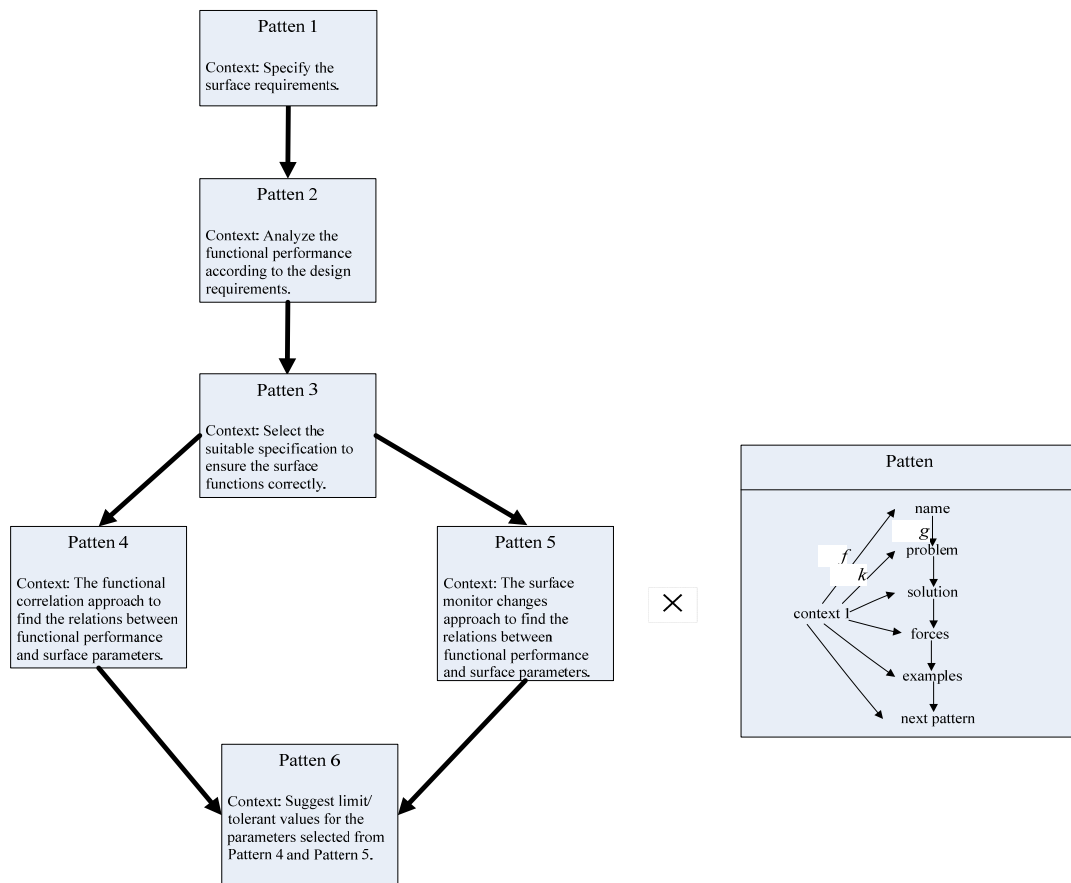 Patten 1
Context: Specify the
surface requirements.
Patten 2
Context: Analyze the
functional performance
according to the design
requirements.
Patten 3
Context: Select the
suitable specification to
ensure the surface
functions correctly.
Patten 4
Context: The functional
correlation approach to
find the relations between
functional performance
and surface parameters.
Patten 5
Context: The surface
monitor changes
approach to find the
relations between
functional performance
and surface parameters.
Patten 6
Context: Suggest limit/
tolerant values for the
parameters selected from
Pattern 4 and Pattern 5.
×
Patten
name
g
problem
f
k
solution
context 1
forces
examples
next pattern